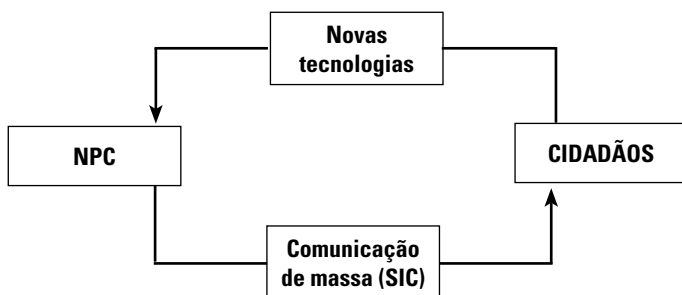 Novas
tecnologias
NPC
CIDADÃOS
Comunicação
de massa (SIC)